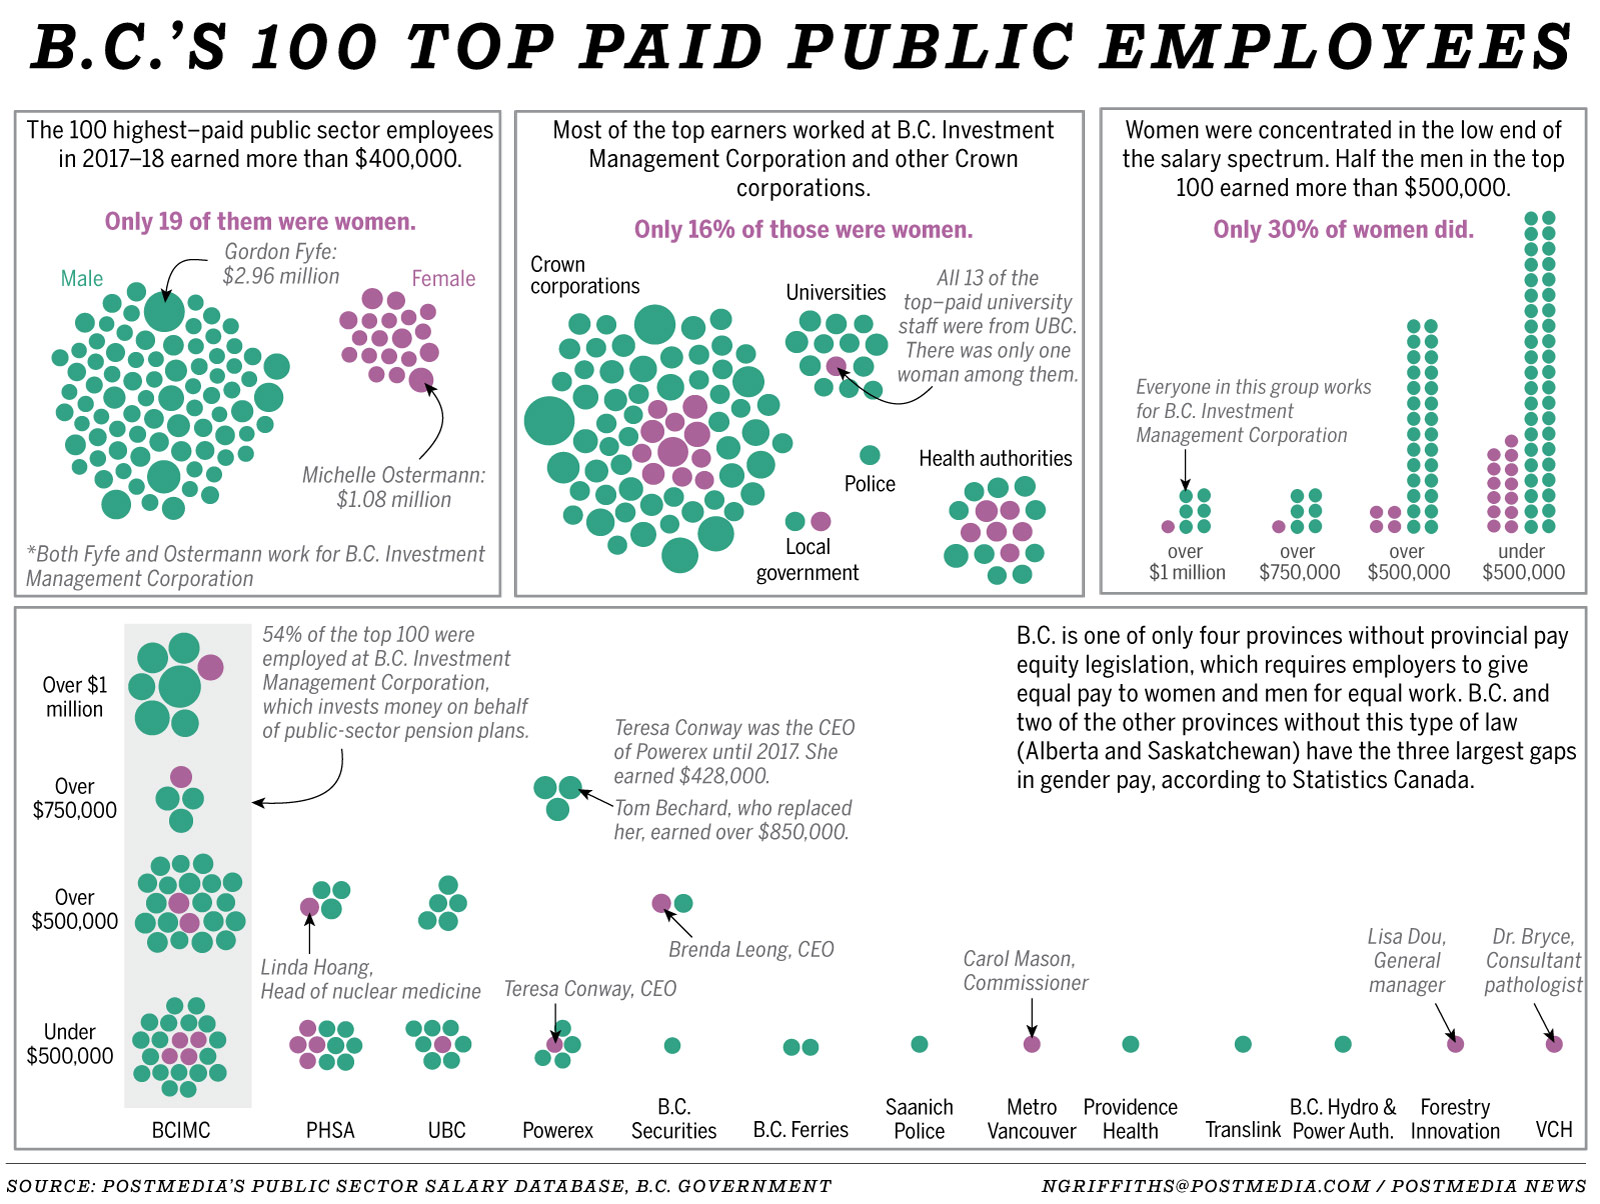 B.C.'S 100 TOP PAID PUBLIC EMPLOYEES
The 100 highest–paid public sector employees
in 2017–18 earned more than $400,000.
Only 19 of them were women.
Gordon Fyfe:
$2.96 million
Male
Female
Michelle Ostermann:
$1.08 million
*Both Fyfe and Ostermann work for B.C. Investment
Management Corporation
Most of the top earners worked at B.C. Investment
Management Corporation and other Crown
corporations.
Only 16% of those were women.
Crown
corporations
Universities
All 13 of the
top–paid university
staff were from UBC.
There was only one
woman among them.
Police
Health authorities
Local
government
Women were concentrated in the low end of
the salary spectrum. Half the men in the top
100 earned more than $500,000.
Only 30% of women did.
Everyone in this group works
for B.C. Investment
Management Corporation
over
$1 million
over
$750,000
over
$500,000
under
$500,000
54% of the top 100 were
employed at B.C. Investment
Management Corporation,
which invests money on behalf
of public-sector pension plans.
Teresa Conway was the CEO
of Powerex until 2017. She
earned $428,000.
Tom Bechard, who replaced
her, earned over $850,000.
B.C. is one of only four provinces without provincial pay
equity legislation, which requires employers to give
equal pay to women and men for equal work. B.C. and
two of the other provinces without this type of law
(Alberta and Saskatchewan) have the three largest gaps
in gender pay, according to Statistics Canada.
Over $1
million
Over
$750,000
Over
$500,000
Under
$500,000
Linda Hoang,
Head of nuclear medicine
Teresa Conway, CEO
Brenda Leong, CEO
Carol Mason,
Commissioner
Lisa Dou,
General
manager
Dr. Bryce,
Consultant
pathologist
BCIMC
PHSA
UBC
Powerex
B.C.
Securities
B.C. Ferries
Saanich
Police
Metro
Vancouver
Providence
Health
Translink
B.C. Hydro &
Power Auth.
Forestry
Innovation
VCH
SOURCE: POSTMEDIA'S PUBLIC SECTOR SALARY DATABASE, B.C. GOVERNMENT
NGRIFFITHS@POSTMEDIA.COM / POSTMEDIA NEWS